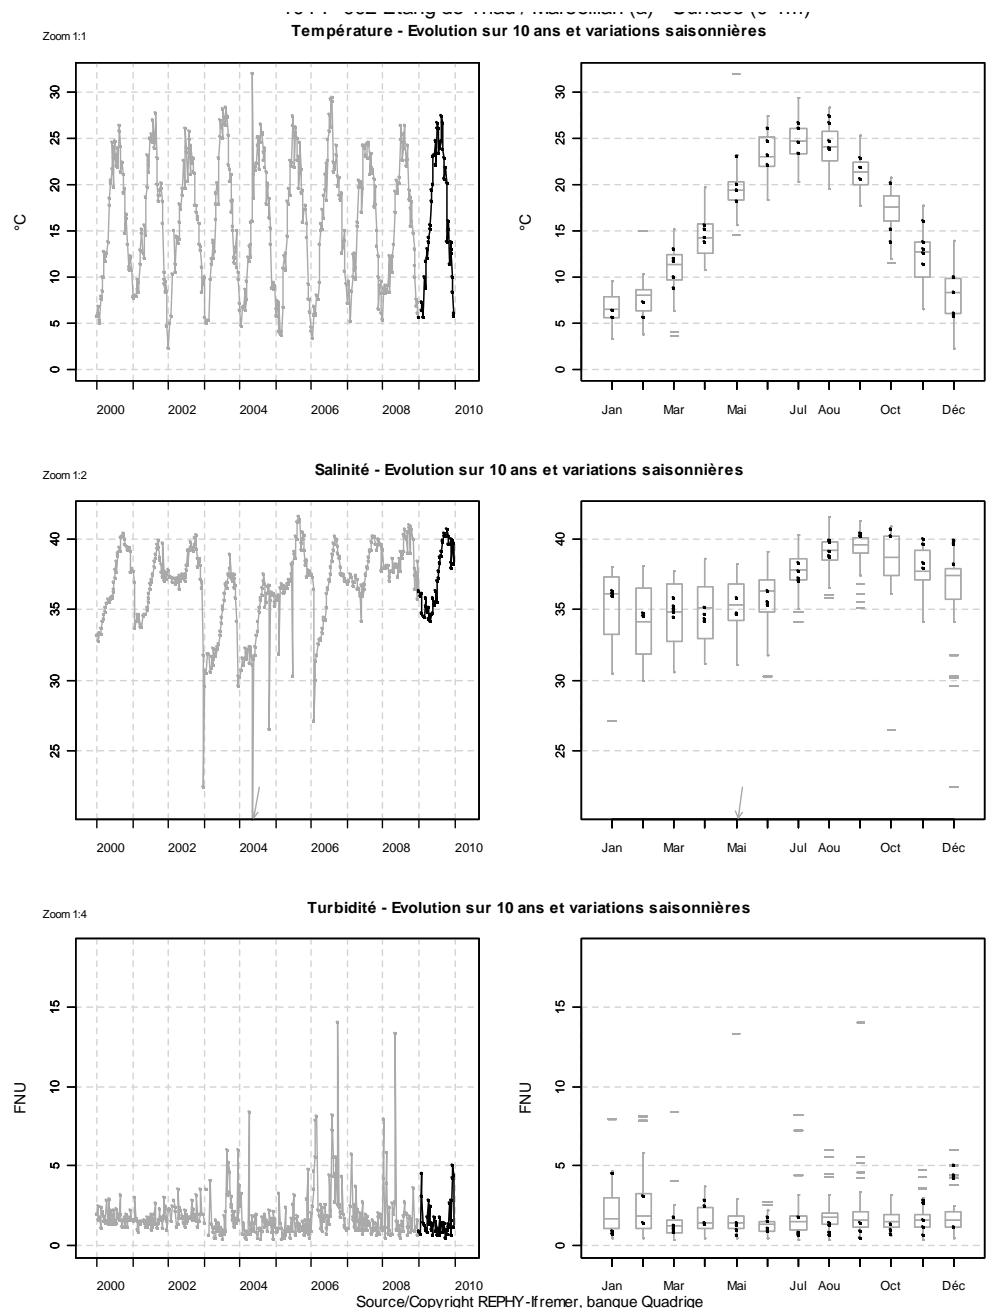 Température - Evolution sur 10 ans et variations saisonnières
Zoom 1:1
°C
0 5 10 15 20 25 30
2000 2002 2004 2006 2008 2010
°C
0 5 10 15 20 25 30
Jan Mar Mai Jul Aou Oct Déc
Salinité - Evolution sur 10 ans et variations saisonnières
Zoom 1:2
25 30 35 40
2000 2002 2004 2006 2008 2010
25 30 35 40
Jan Mar Mai Jul Aou Oct Déc
Turbidité - Evolution sur 10 ans et variations saisonnières
Zoom 1:4
FNU
0 5 10 15
2000 2002 2004 2006 2008 2010
FNU
0 5 10 15
Jan Mar Mai Jul Aou Oct Déc
Source/Copyright REPHY-Ifremer, banque Quadrige